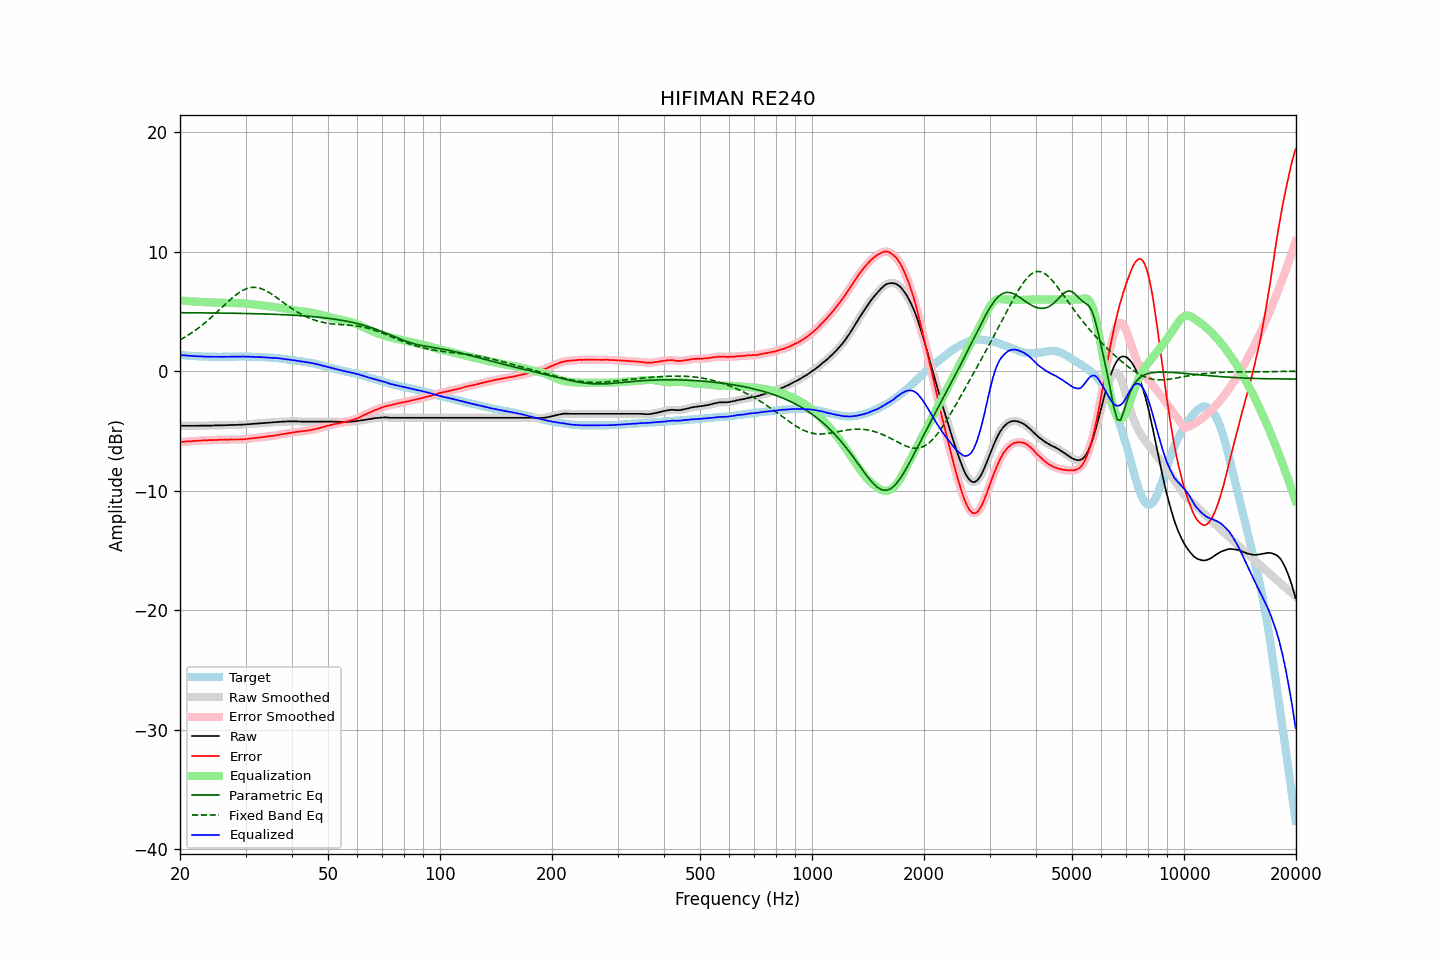 HIFIMAN RE240
Amplitude (dBr)
20
10
0
−10
−20
−30
−40
Target
Raw Smoothed
Error Smoothed
Raw
Error
Equalization
Parametric Eq
Fixed Band Eq
Equalized
20
50
100
200
500
1000
2000
5000
10000
20000
Frequency (Hz)